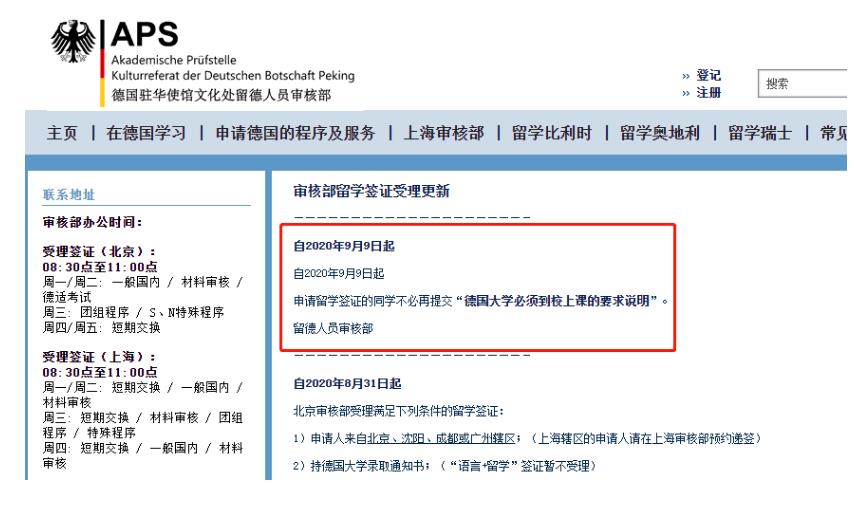 APS
Akademische Prüfstelle
Kulturreferat der Deutschen Botschaft Peking
德国驻华使馆文化处留德人员审核部
» 登记
» 注册
搜索
主页 | 在德国学习 | 申请德国的程序及服务 | 上海审核部 | 留学比利时 | 留学奥地利 | 留学瑞士 | 常见
联系地址
审核部办公时间：
受理签证（北京）：
08:30点至11:00点
周一/周二： 一般国内 / 材料审核 /
德适考试
周三： 团组程序 / S、N特殊程序
周四/周五： 短期交换
受理签证（上海）：
08:30点至11:00点
周一/周二： 短期交换 / 一般国内 /
材料审核
周三： 短期交换 / 材料审核 / 团组
程序 / 特殊程序
周四： 短期交换 / 一般国内 / 材料
审核
审核部留学签证受理更新
自2020年9月9日起
自2020年9月9日起
申请留学签证的同学不必再提交“德国大学必须到校上课的要求说明”。
留德人员审核部
自2020年8月31日起
北京审核部受理满足下列条件的留学签证：
1）申请人来自北京、沈阳、成都或广州辖区；（上海辖区的申请人请在上海审核部预约递签）
2）持德国大学录取通知书；（“语言+留学”签证暂不受理）